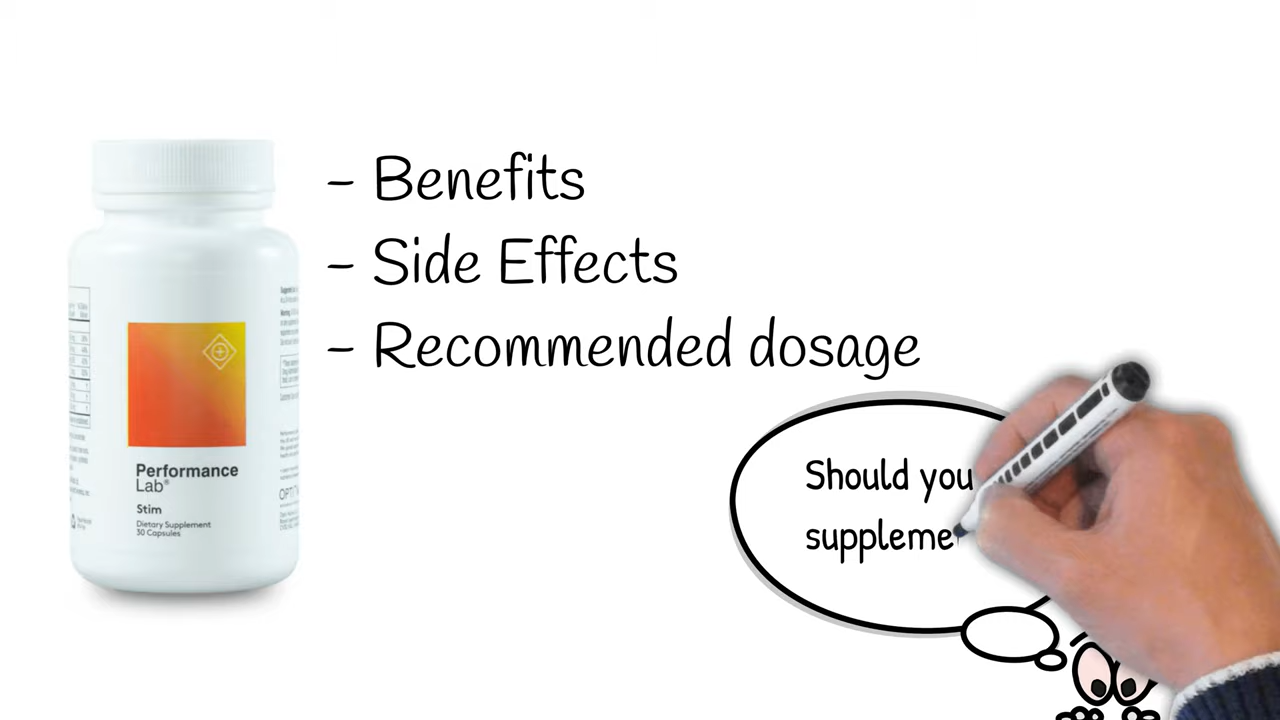 - Benefits
- Side Effects
- Recommended dosage
Performance
Lab®
Stim
Dietary Supplement
30 Capsules
Should you
suppleme